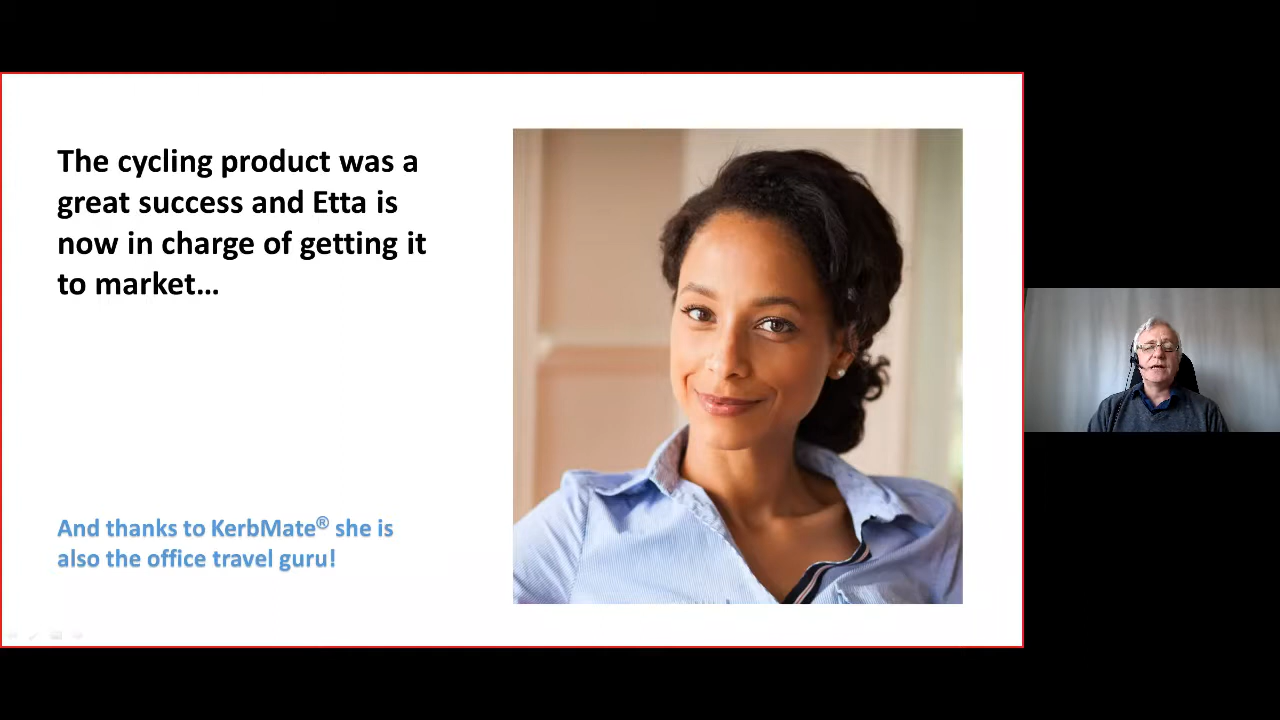 The cycling product was a
great success and Etta is
now in charge of getting it
to market...
And thanks to KerbMate® she is
also the office travel guru!